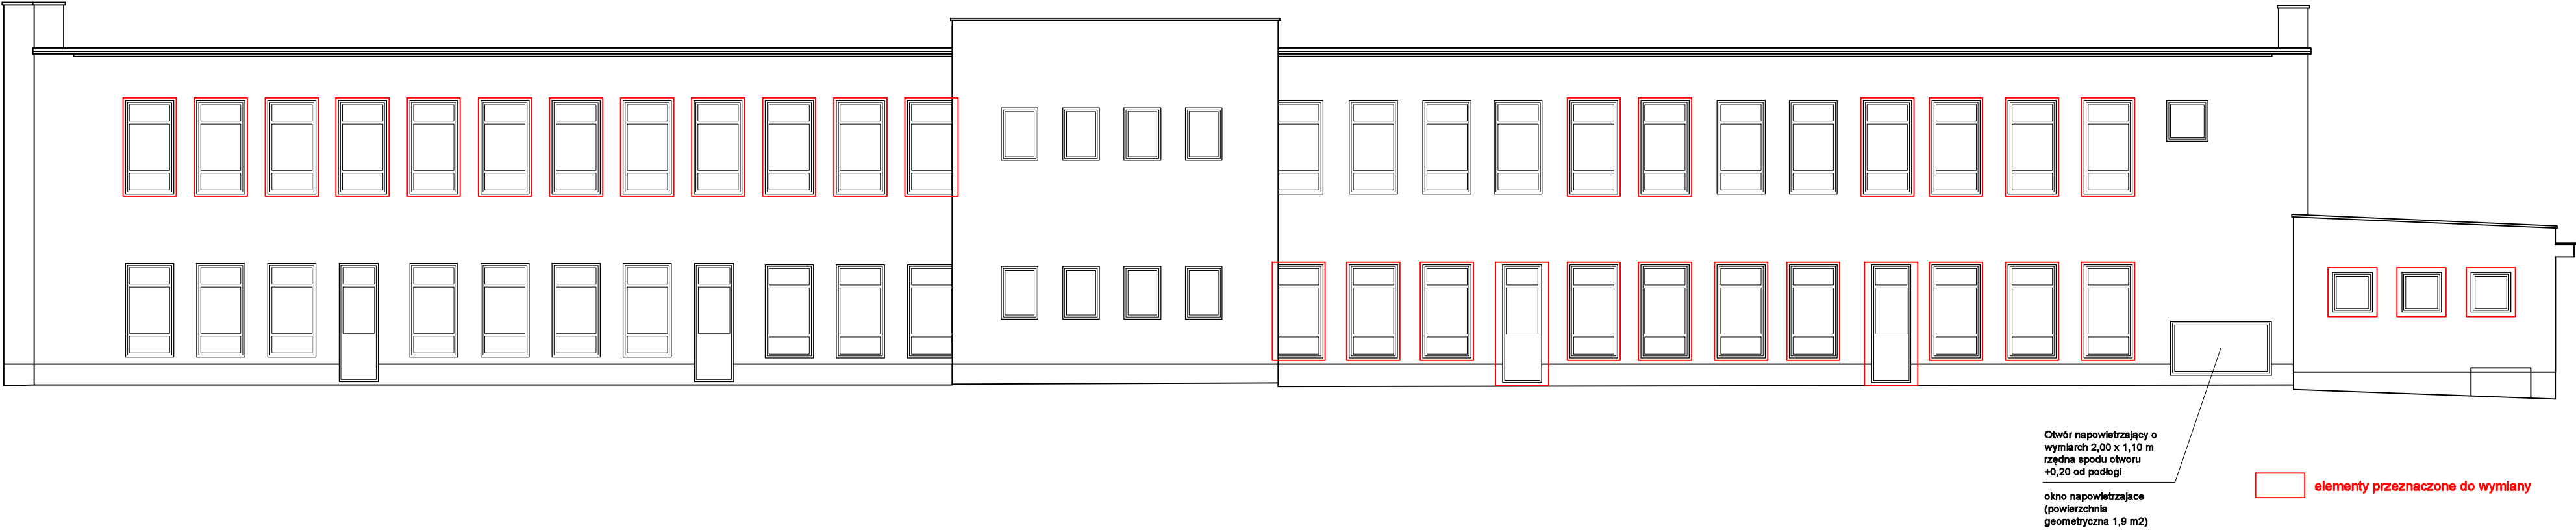 Otwór napowietrzający o
wymiarch 2,00 x 1,10 m
rzędna spodu otworu
+0,20 od podłogi
okno napowietrzajace
(powierzchnia
geometryczna 1,9 m2)
elementy przeznaczone do wymiany